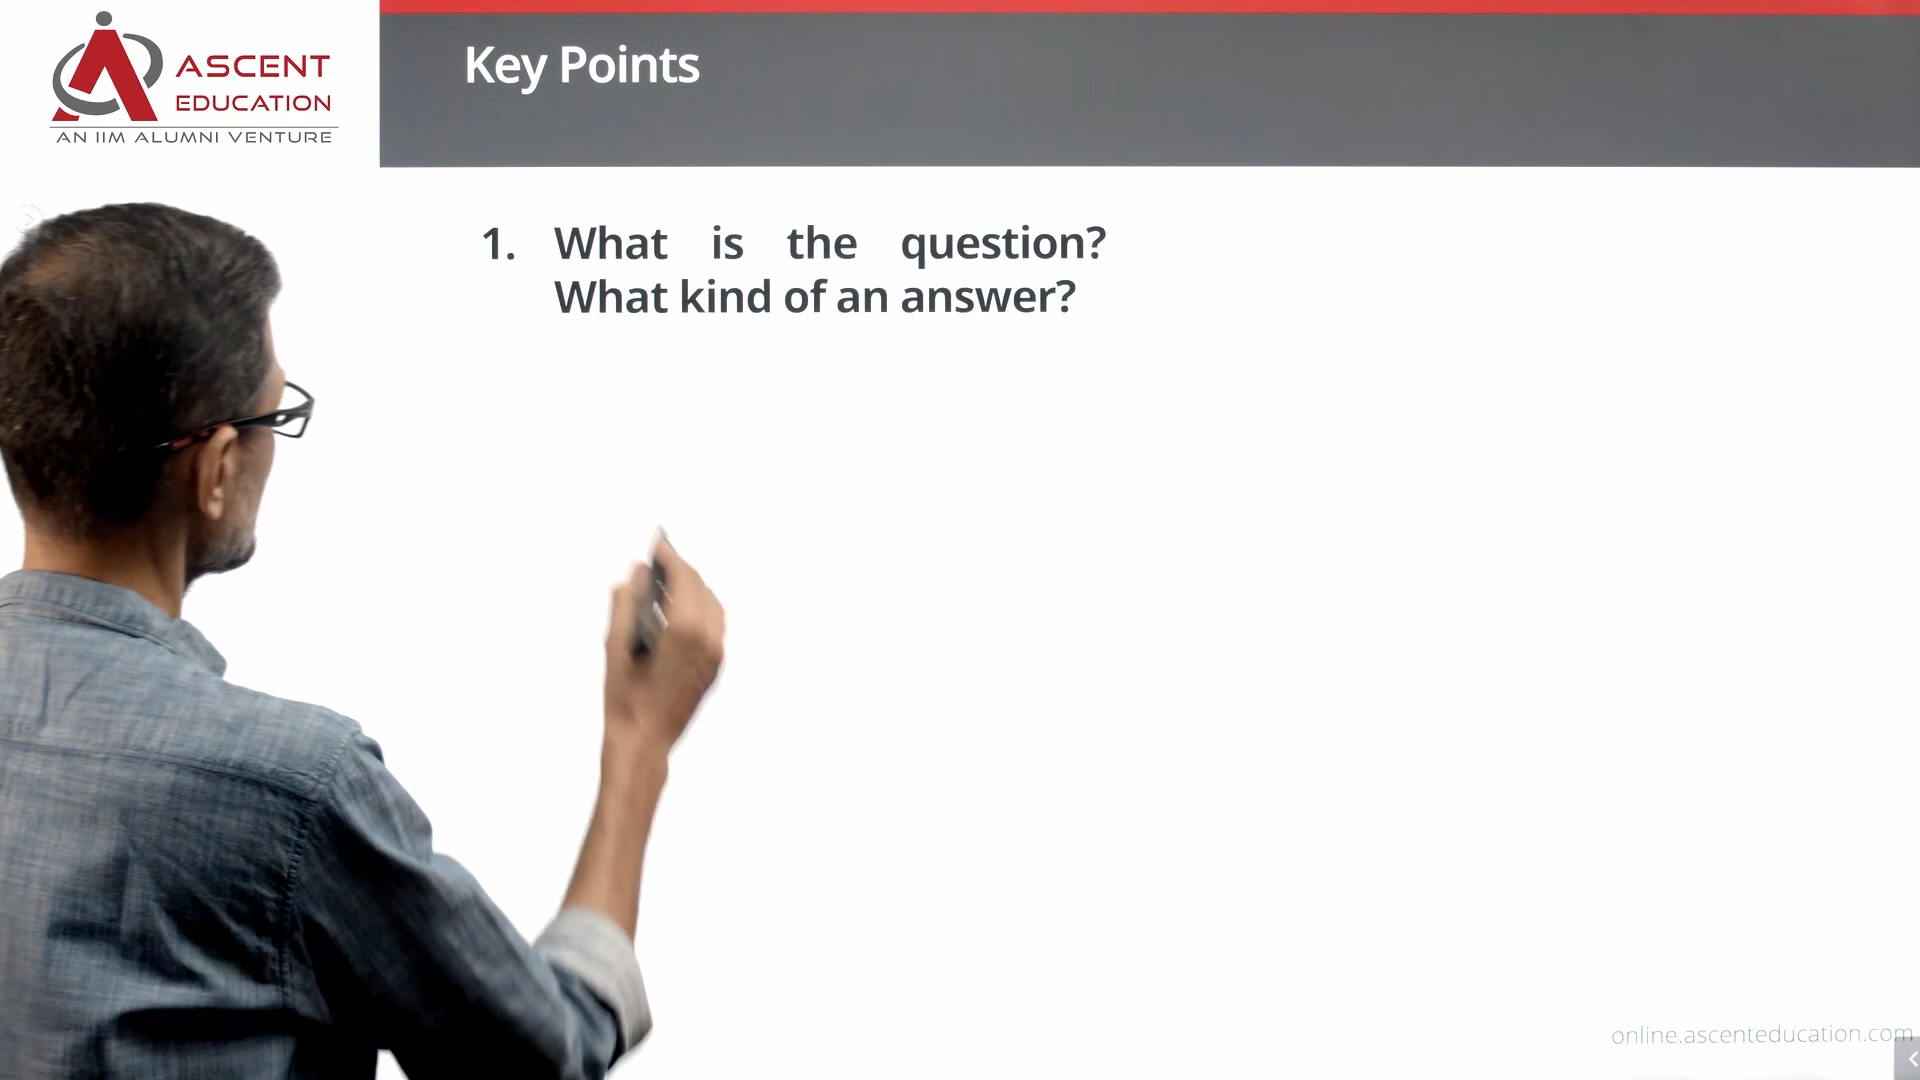 ASCENT
EDUCATION
AN IIM ALUMNI VENTURE
Key Points
1. What is the question?
What kind of an answer?
online.ascenteducation.com